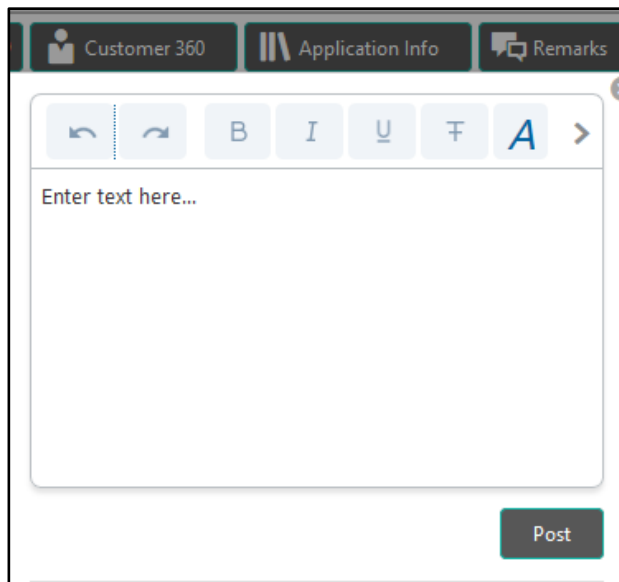 Customer 360 Application Info Remarks
B I U T A
Enter text here...
Post